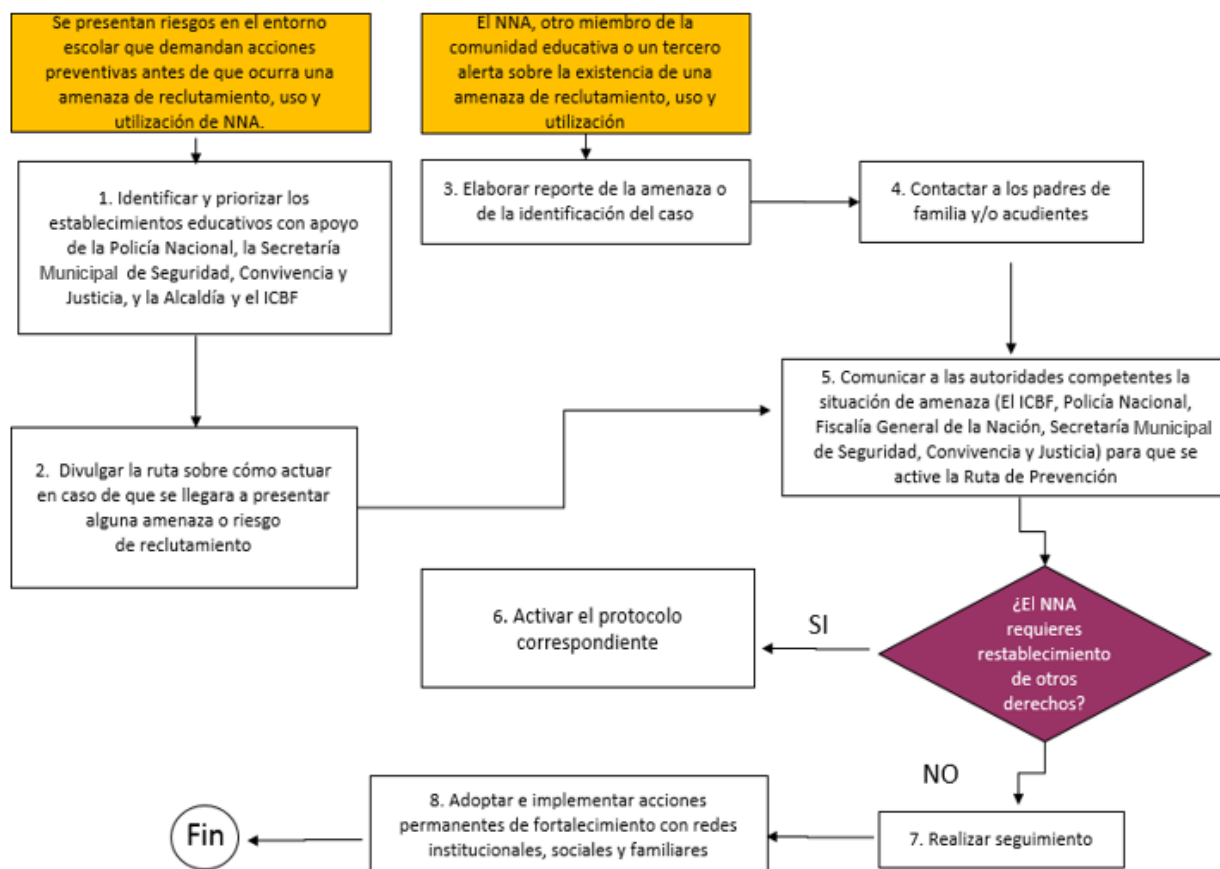 Se presentan riesgos en el entorno
escolar que demandan acciones
preventivas antes de que ocurra una
amenaza de reclutamiento, uso y
utilización de NNA.
El NNA, otro miembro de la
comunidad educativa o un tercero
alerta sobre la existencia de una
amenaza de reclutamiento, uso y
utilización
1. Identificar y priorizar los
establecimientos educativos con apoyo
de la Policía Nacional, la Secretaría
Municipal de Seguridad, Convivencia y
Justicia, y la Alcaldía y el ICBF
3. Elaborar reporte de la amenaza o
de la identificación del caso
4. Contactar a los padres de
familia y/o acudientes
2. Divulgar la ruta sobre cómo actuar
en caso de que se llegara a presentar
alguna amenaza o riesgo
de reclutamiento
5. Comunicar a las autoridades competentes la
situación de amenaza (El ICBF, Policía Nacional,
Fiscalía General de la Nación, Secretaría Municipal
de Seguridad, Convivencia y Justicia) para que se
active la Ruta de Prevención
6. Activar el protocolo
correspondiente
SI
¿El NNA
requieres
restablecimiento
de otros
derechos?
NO
7. Realizar seguimiento
8. Adoptar e implementar acciones
permanentes de fortalecimiento con redes
institucionales, sociales y familiares
Fin